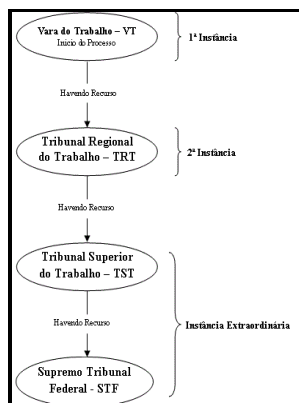 Vara do Trabalho – VT
Inicio do Processo
1ª Instância
Havendo Recurso
Tribunal Regional
do Trabalho – TRT
2ª Instância
Havendo Recurso
Tribunal Superior
do Trabalho – TST
Havendo Recurso
Instância Extraordinária
Supremo Tribunal
Federal - STF